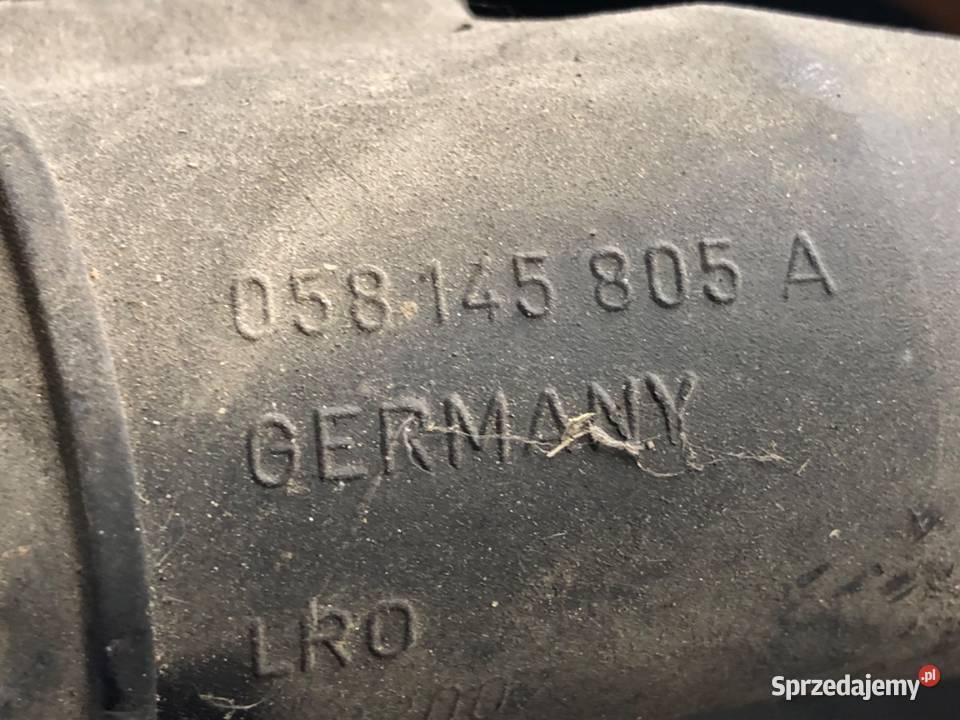 058 145 805 A
GERMANY
LRO
Sprzedajemy.pl